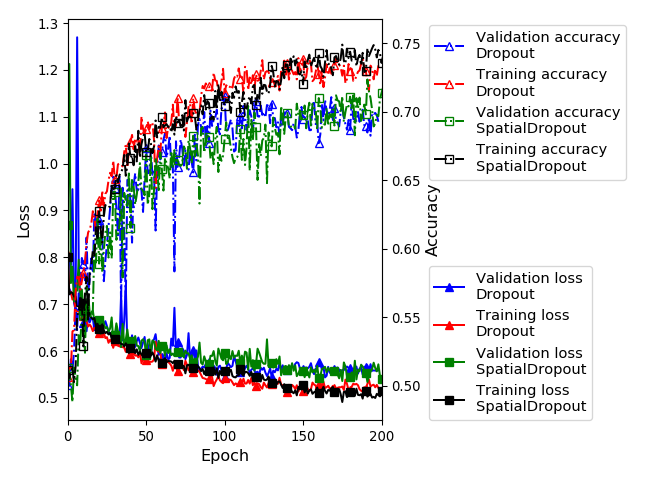 1.3
1.2
1.1
1.0
0.9
0.8
0.7
0.6
0.5
Loss
0
50
100
150
200
Epoch
0.75
0.70
0.65
0.60
0.55
0.50
Accuracy
Validation accuracy
Dropout
Training accuracy
Dropout
Validation accuracy
SpatialDropout
Training accuracy
SpatialDropout
Validation loss
Dropout
Training loss
Dropout
Validation loss
SpatialDropout
Training loss
SpatialDropout